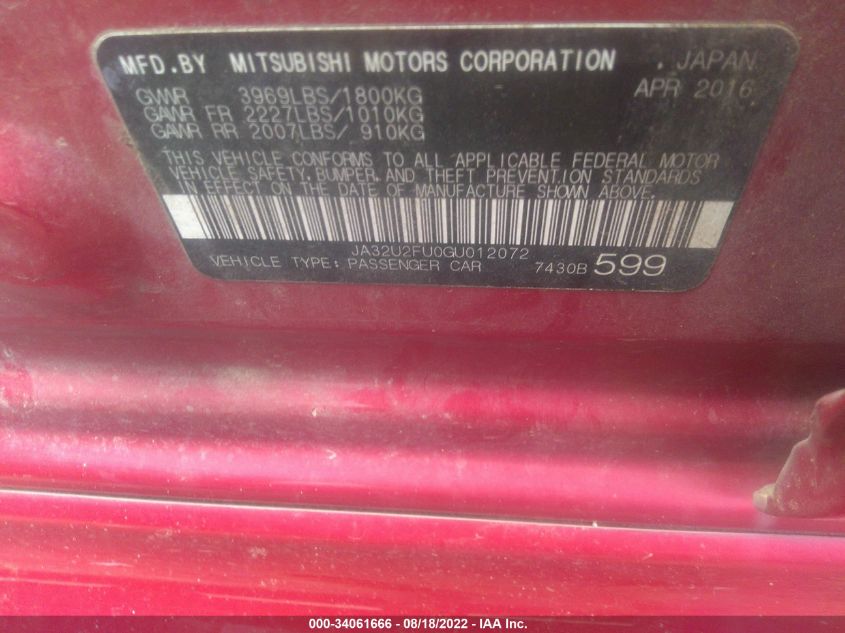 MFD.BY MITSUBISHI MOTORS CORPORATION . JAPAN
GVWR 3969LBS/1800KG APR 2016
GAWR FR 2227LBS/1010KG
GAWR RR 2007LBS/ 910KG
THIS VEHICLE CONFORMS TO ALL APPLICABLE FEDERAL MOTOR
VEHICLE SAFETY, BUMPER, AND THEFT PREVENTION STANDARDS
IN EFFECT ON THE DATE OF MANUFACTURE SHOWN ABOVE.
JA32U2FU0GU012072
VEHICLE TYPE: PASSENGER CAR 7430B 599
000-34061666 - 08/18/2022 - IAA Inc.